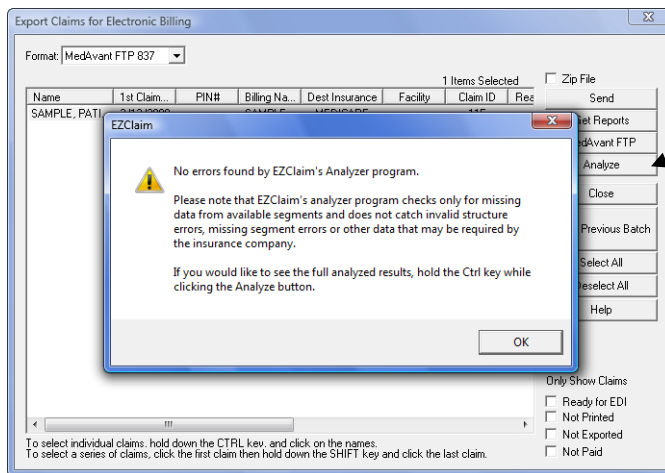 Export Claims for Electronic Billing
Format: MedAvant FTP 837
1 Items Selected
Zip File
Name 1st Claim... PIN# Billing Na... Dest Insurance Facility Claim ID Rea
SAMPLE, PATI
Send
et Reports
edAvant FTP
Analyze
Close
Previous Batch
Select All
eselect All
Help
EZClaim
No errors found by EZClaim's Analyzer program.
Please note that EZClaim's analyzer program checks only for missing
data from available segments and does not catch invalid structure
errors, missing segment errors or other data that may be required by
the insurance company.
If you would like to see the full analyzed results, hold the Ctrl key while
clicking the Analyze button.
OK
Only Show Claims
Ready for EDI
Not Printed
Not Exported
Not Paid
To select individual claims, hold down the CTRL key, and click on the names.
To select a series of claims, click the first claim then hold down the SHIFT key and click the last claim.